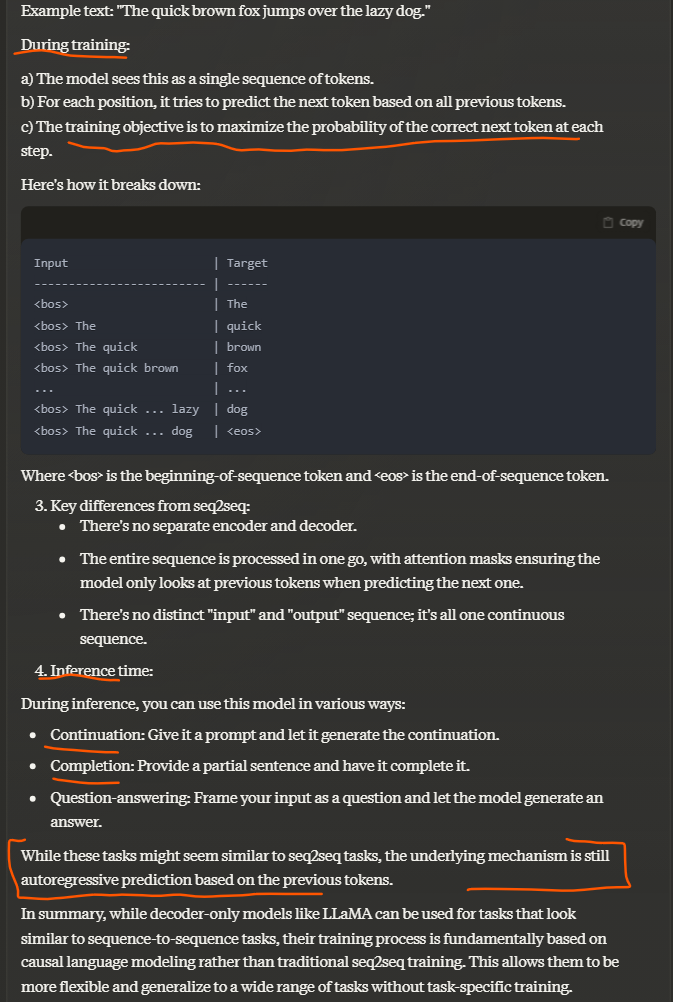 Example text: "The quick brown fox jumps over the lazy dog."
During training:
a) The model sees this as a single sequence of tokens.
b) For each position, it tries to predict the next token based on all previous tokens.
c) The training objective is to maximize the probability of the correct next token at each
step.
Here's how it breaks down:
Copy
Input | Target
------------------------- | ------
<bos> | The
<bos> The | quick
<bos> The quick | brown
<bos> The quick brown | fox
... | ...
<bos> The quick ... lazy | dog
<bos> The quick ... dog | <eos>
Where <bos> is the beginning-of-sequence token and <eos> is the end-of-sequence token.
3. Key differences from seq2seq:
• There's no separate encoder and decoder.
• The entire sequence is processed in one go, with attention masks ensuring the
model only looks at previous tokens when predicting the next one.
• There's no distinct "input" and "output" sequence; it's all one continuous
sequence.
4. Inference time:
During inference, you can use this model in various ways:
• Continuation: Give it a prompt and let it generate the continuation.
• Completion: Provide a partial sentence and have it complete it.
• Question-answering: Frame your input as a question and let the model generate an
answer.
While these tasks might seem similar to seq2seq tasks, the underlying mechanism is still
autoregressive prediction based on the previous tokens.
In summary, while decoder-only models like LLaMA can be used for tasks that look
similar to sequence-to-sequence tasks, their training process is fundamentally based on
causal language modeling rather than traditional seq2seq training. This allows them to be
more flexible and generalize to a wide range of tasks without task-specific training.